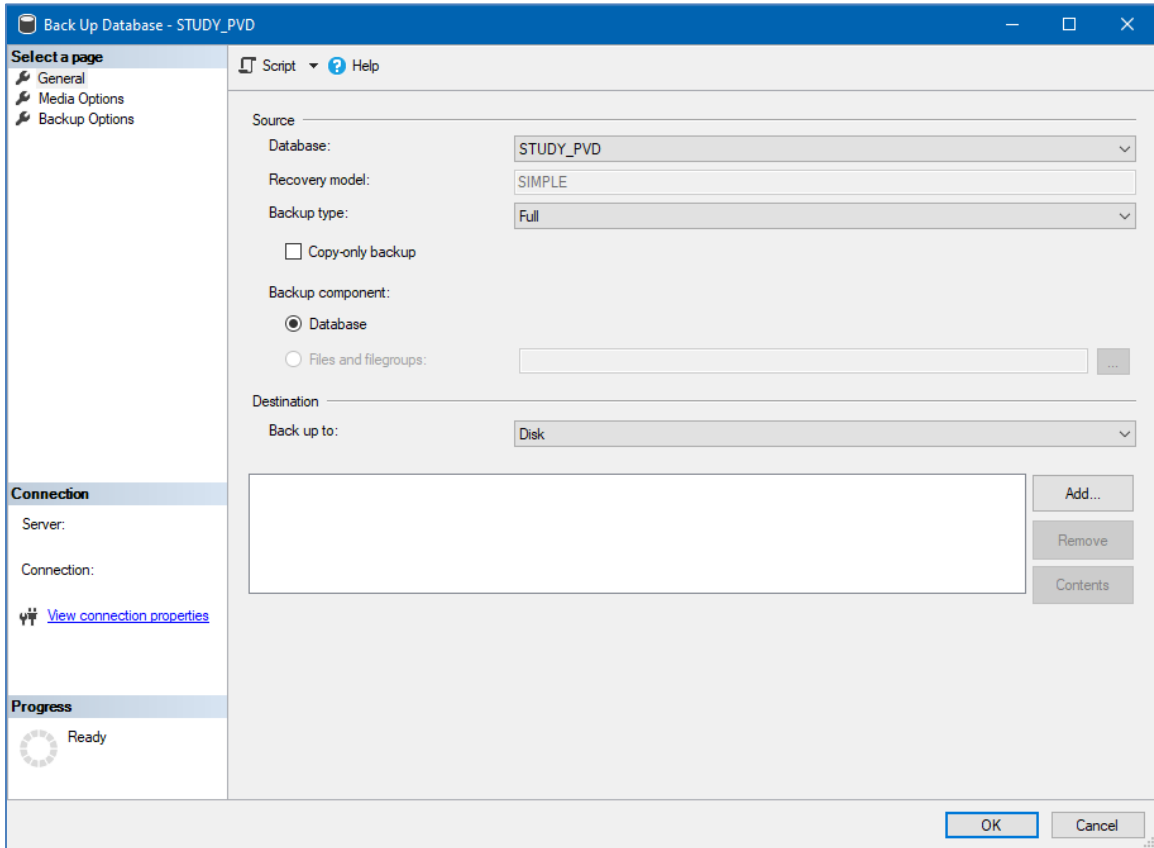 Back Up Database - STUDY_PVD
Select a page
General
Media Options
Backup Options
Script
Help
Source
Database:
STUDY_PVD
Recovery model:
SIMPLE
Backup type:
Full
Copy-only backup
Backup component:
Database
Files and filegroups:
...
Destination
Back up to:
Disk
Add...
Remove
Contents
Connection
Server:
Connection:
View connection properties
Progress
Ready
OK
Cancel